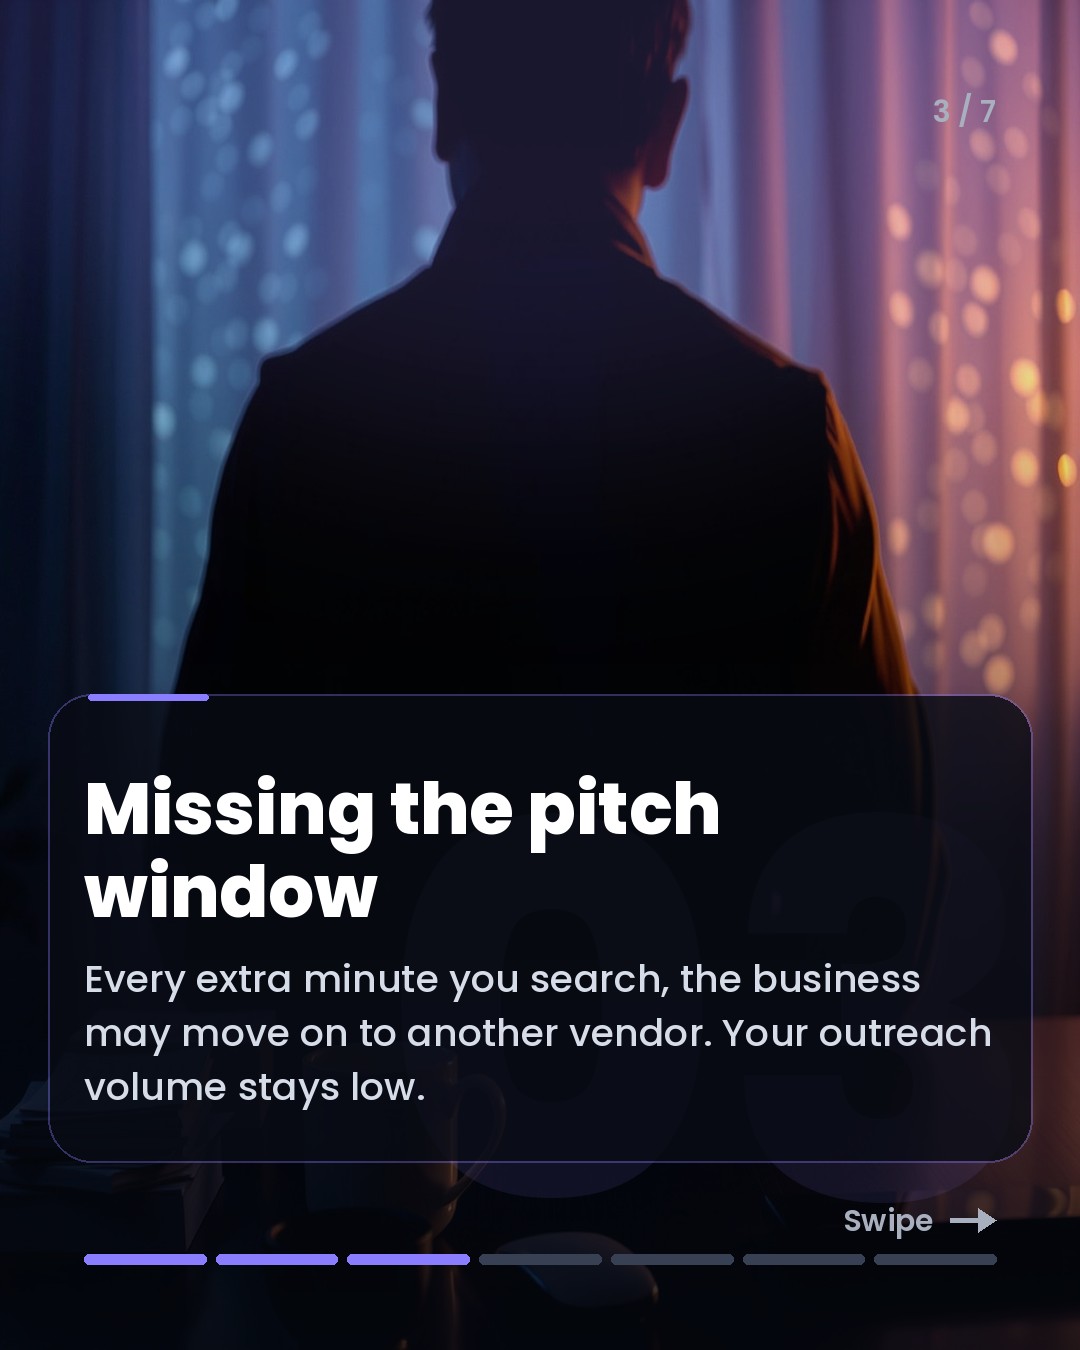 3 / 7
Missing the pitch
window
Every extra minute you search, the business
may move on to another vendor. Your outreach
volume stays low.
03
Swipe